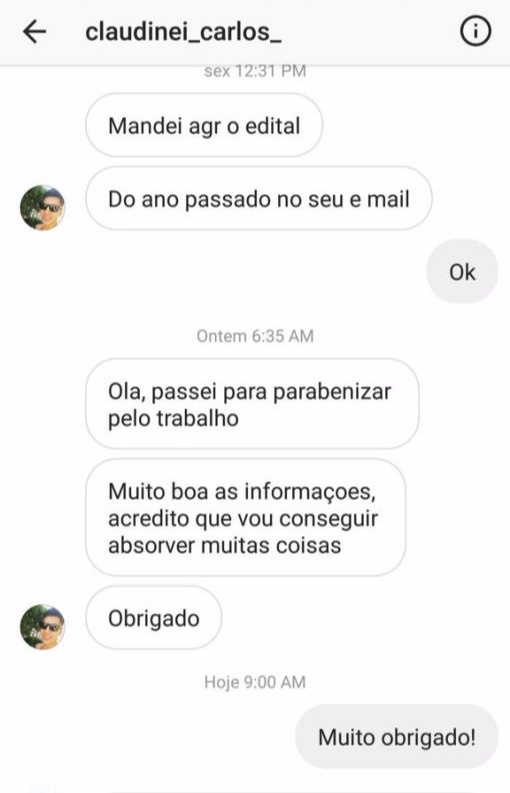 claudinei_carlos_
sex 12:31 PM
Mandei agr o edital
Do ano passado no seu e mail
Ok
Ontem 6:35 AM
Ola, passei para parabenizar
pelo trabalho
Muito boa as informaçoes,
acredito que vou conseguir
absorver muitas coisas
Obrigado
Hoje 9:00 AM
Muito obrigado!